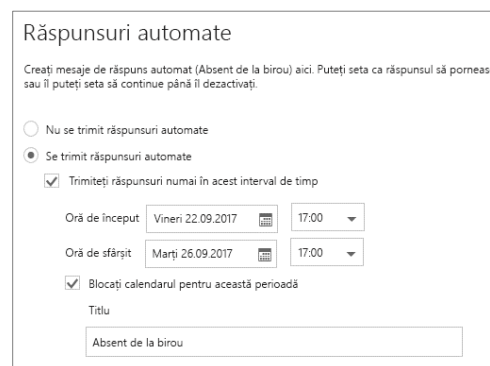 Răspunsuri automate
Creați mesaje de răspuns automat (Absent de la birou) aici. Puteți seta ca răspunsul să porneas
sau îl puteți seta să continue până îl dezactivați.
Nu se trimit răspunsuri automate
Se trimit răspunsuri automate
Trimiteți răspunsuri numai în acest interval de timp
Oră de început Vineri 22.09.2017 17:00
Oră de sfârșit Marți 26.09.2017 17:00
Blocați calendarul pentru această perioadă
Titlu
Absent de la birou